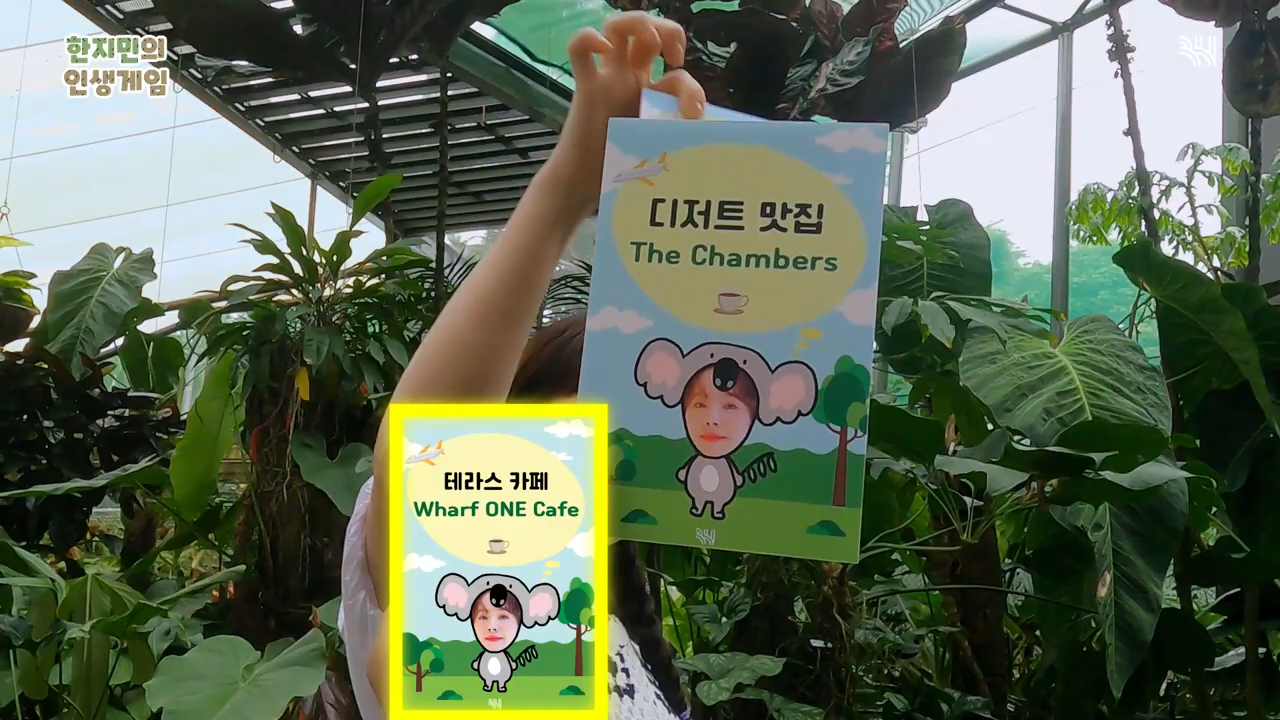 한지민의
인생게임
디저트 맛집
The Chambers
테라스 카페
Wharf ONE Cafe